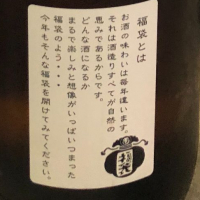 福袋とは
お酒の味わいは毎年違います。
それは酒造りすべてが自然の
恵みであるからです。
どんな酒になるか
まるで楽しみと想像がいっぱいつまった
福袋のよう・・・
今年もそんな福袋を開けてみてください。